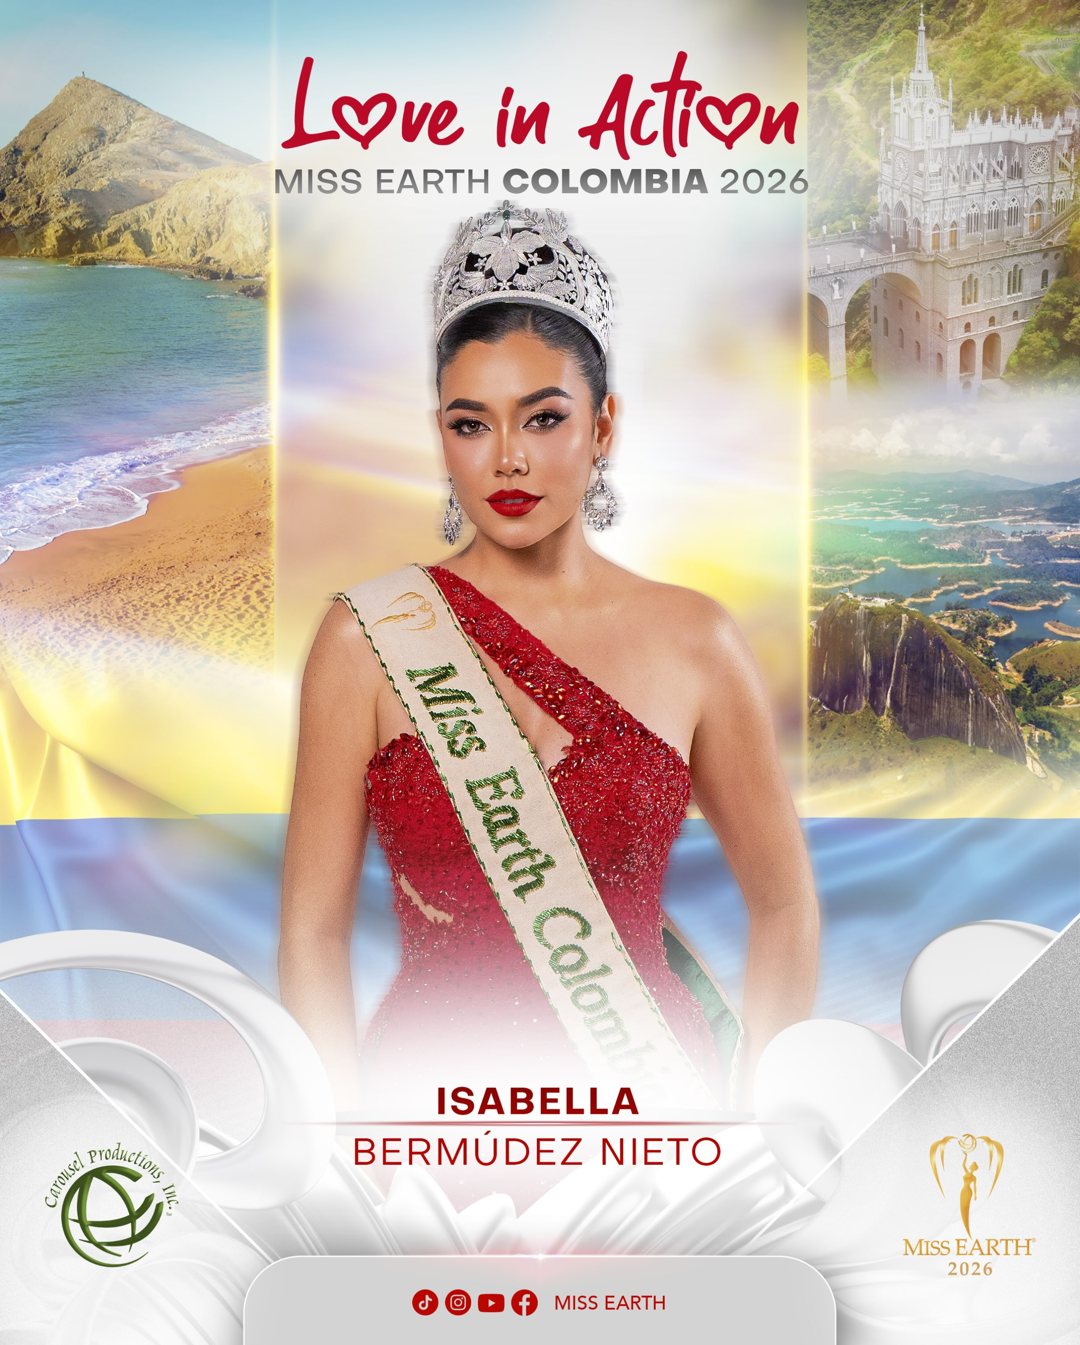 Love in Action
MISS EARTH COLOMBIA 2026
Miss Earth Colombia
ISABELLA
BERMÚDEZ NIETO
Carousel Productions, Inc.
MISS EARTH®
2026
MISS EARTH